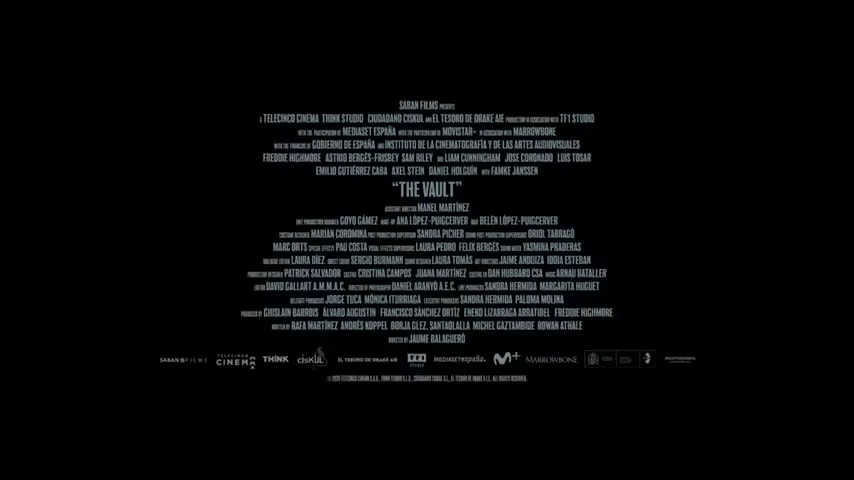 SABAN FILMS PRESENTS
A TELECINCO CINEMA THINK STUDIO CIUDADANO CISKUL AND EL TESORO DE DRAKE AIE PRODUCTION IN ASSOCIATION WITH TF1 STUDIO
WITH THE PARTICIPATION OF MEDIASET ESPAÑA WITH THE PARTICIPATION OF MOVISTAR+ IN ASSOCIATION WITH MARROWBONE
WITH THE FINANCING OF GOBIERNO DE ESPAÑA AND INSTITUTO DE LA CINEMATOGRAFÍA Y DE LAS ARTES AUDIOVISUALES
FREDDIE HIGHMORE ASTRID BERGÈS-FRISBEY SAM RILEY AND LIAM CUNNINGHAM JOSE CORONADO LUIS TOSAR
EMILIO GUTIÉRREZ CABA AXEL STEIN DANIEL HOLGUÍN WITH FAMKE JANSSEN
“THE VAULT”
ASSISTANT DIRECTOR MANEL MARTÍNEZ
UNIT PRODUCTION MANAGER GOYO GÁMEZ MAKE-UP ANA LÓPEZ-PUIGCERVER HAIR BELÉN LÓPEZ-PUIGCERVER
COSTUME DESIGNER MARIAN COROMINA POST PRODUCTION SUPERVISION SANDRA PICHER SOUND POST PRODUCTION SUPERVISORS ORIOL TARRAGÓ
MARC ORTS SPECIAL EFFECTS PAU COSTA VISUAL EFFECTS SUPERVISORS LAURA PEDRO FELIX BERGÉS SOUND MIXER YASMINA PRADERAS
DIALOGUE EDITOR LAURA DÍEZ DIRECT SOUND SERGIO BURMANN SOUND DESIGNER LAURA TOMÁS ART DIRECTORS JAIME ANDUIZA IDOIA ESTEBAN
PRODUCTION DESIGNER PATRICK SALVADOR CASTING CRISTINA CAMPOS JUANA MARTÍNEZ CASTING UK DAN HUBBARD CSA MUSIC ARNAU BATALLER
EDITOR DAVID GALLART A.M.M.A.C. DIRECTOR OF PHOTOGRAPHY DANIEL ARANYÓ A.E.C. LINE PRODUCERS SANDRA HERMIDA MARGARITA HUGUET
DELEGATE PRODUCERS JORGE TUCA MÓNICA ITURRIAGA EXECUTIVE PRODUCERS SANDRA HERMIDA PALOMA MOLINA
PRODUCED BY GHISLAIN BARROIS ÁLVARO AUGUSTIN FRANCISCO SÁNCHEZ ORTÍZ ENEKO LIZARRAGA ARRATIBEL FREDDIE HIGHMORE
WRITTEN BY RAFA MARTÍNEZ ANDRÉS KOPPEL BORJA GLEZ. SANTAOLALLA MICHEL GAZTAMBIDE ROWAN ATHALE
DIRECTED BY JAUME BALAGUERÓ
SABAN FILMS TELECINCO CINEMA THINK CISKUL EL TESORO DE DRAKE AIE TF1 STUDIO MEDIASETespaña. M+ MARROWBONE